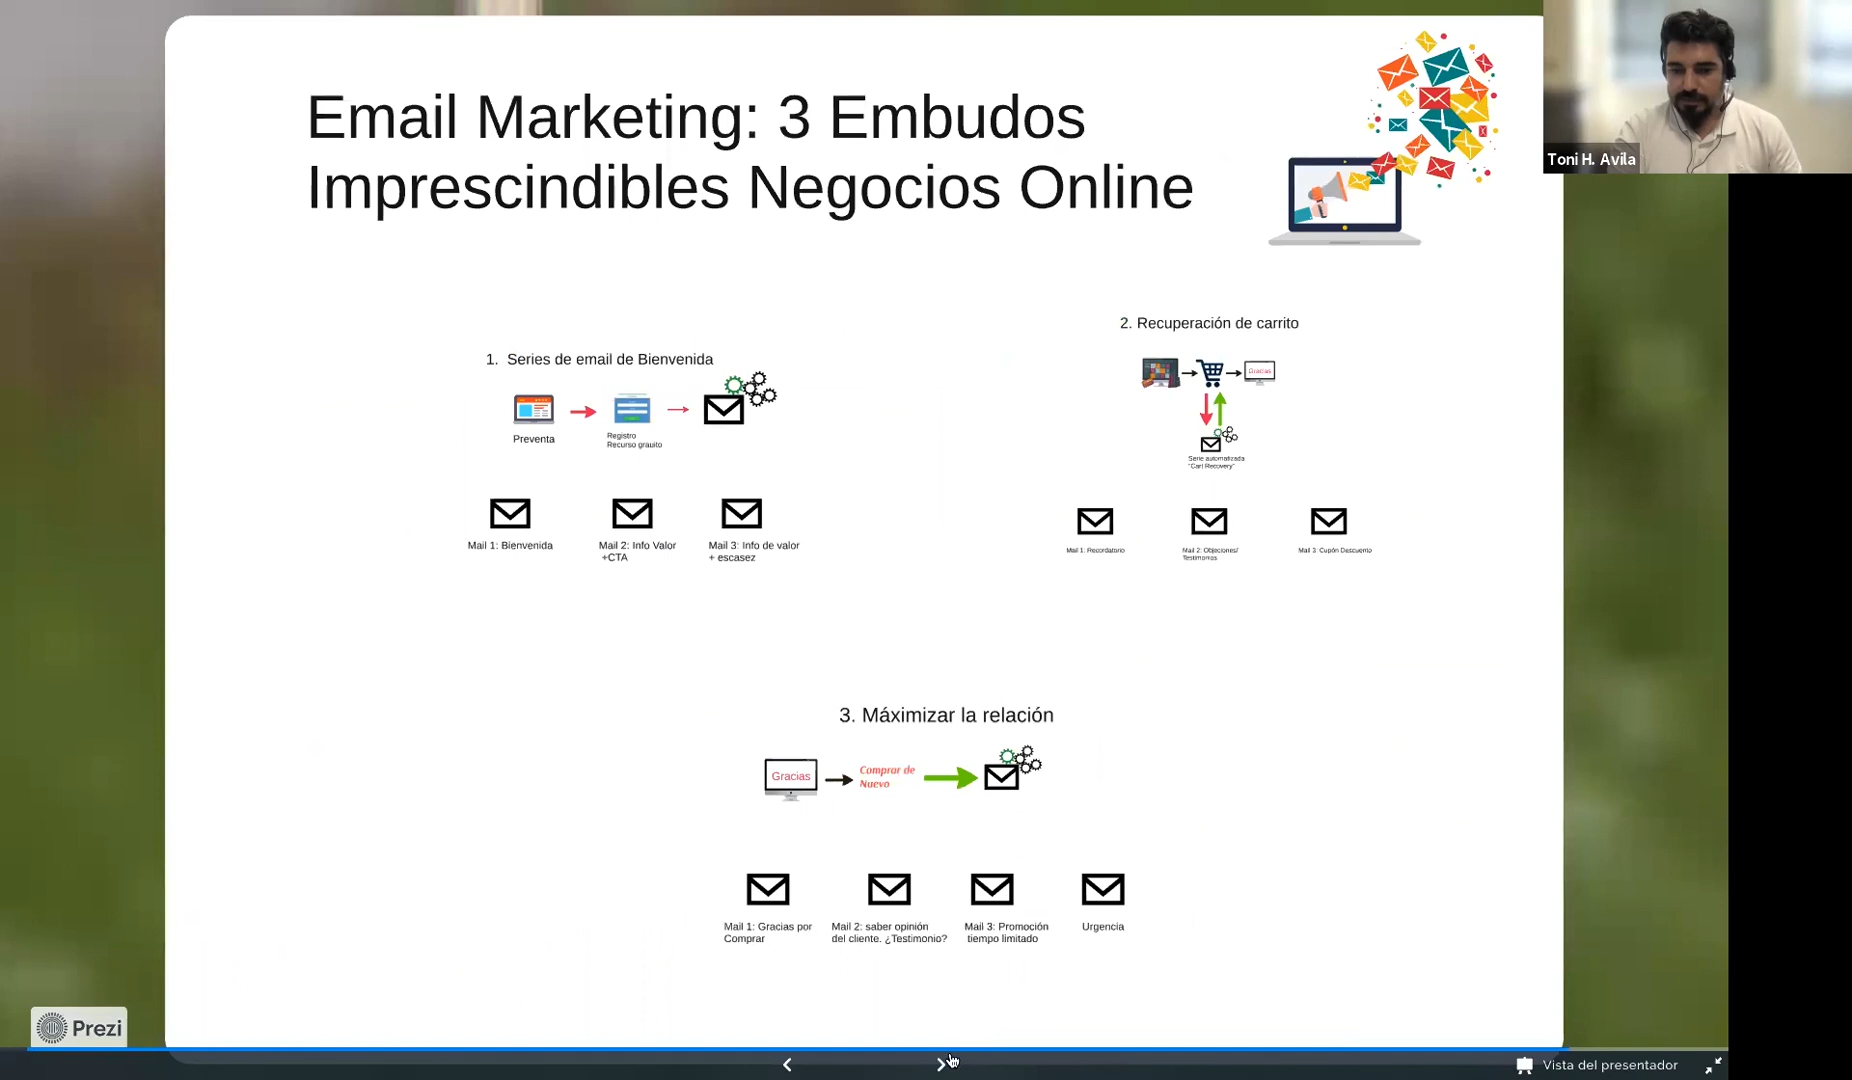 Email Marketing: 3 Embudos
Imprescindibles Negocios Online
Toni H. Avila
1. Series de email de Bienvenida
Preventa
Registro
Recurso grauito
Mail 1: Bienvenida
Mail 2: Info Valor
+CTA
Mail 3: Info de valor
+ escasez
2. Recuperación de carrito
Gracias
Serie automatizada
"Cart Recovery"
Mail 1: Recordatorio
Mail 2: Objeciones/
Testimonios
Mail 3: Cupón Descuento
3. Máximizar la relación
Gracias
Comprar de
Nuevo
Mail 1: Gracias por
Comprar
Mail 2: saber opinión
del cliente. ¿Testimonio?
Mail 3: Promoción
tiempo limitado
Urgencia
Prezi
Vista del presentador